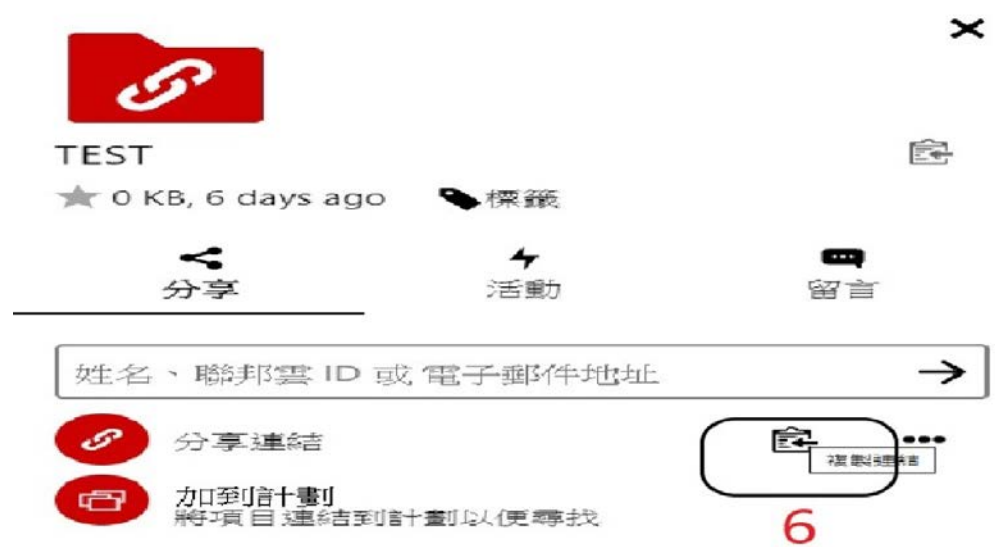 TEST
0 KB, 6 days ago 標籤
分享 活動 留言
姓名、聯邦雲 ID 或 電子郵件地址
分享連結
複製連結
加到計劃
將項目連結到計劃以便尋找
6